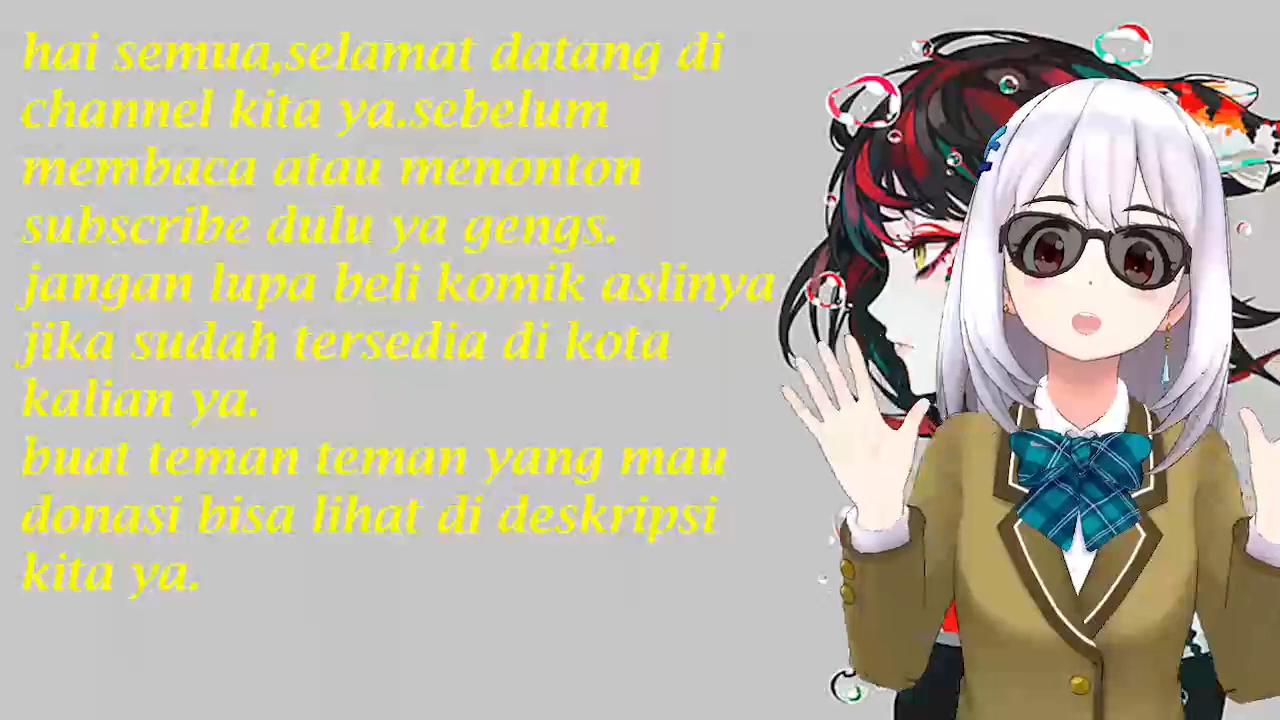 hai semua,selamat datang di
channel kita ya.sebelum
membaca atau menonton
subscribe dulu ya gengs.
jangan lupa beli komik aslinya
jika sudah tersedia di kota
kalian ya.
buat teman teman yang mau
donasi bisa lihat di deskripsi
kita ya.